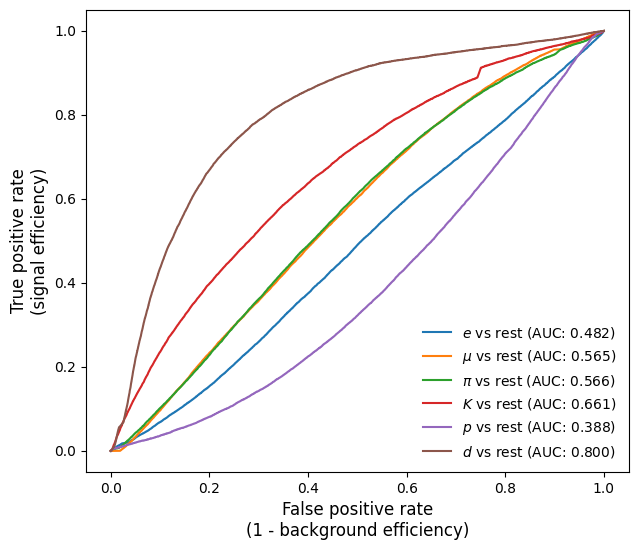 1.0
0.8
0.6
0.4
0.2
0.0
True positive rate
(signal efficiency)
e vs rest (AUC: 0.482)
μ vs rest (AUC: 0.565)
π vs rest (AUC: 0.566)
K vs rest (AUC: 0.661)
p vs rest (AUC: 0.388)
d vs rest (AUC: 0.800)
0.0 0.2 0.4 0.6 0.8 1.0
False positive rate
(1 - background efficiency)